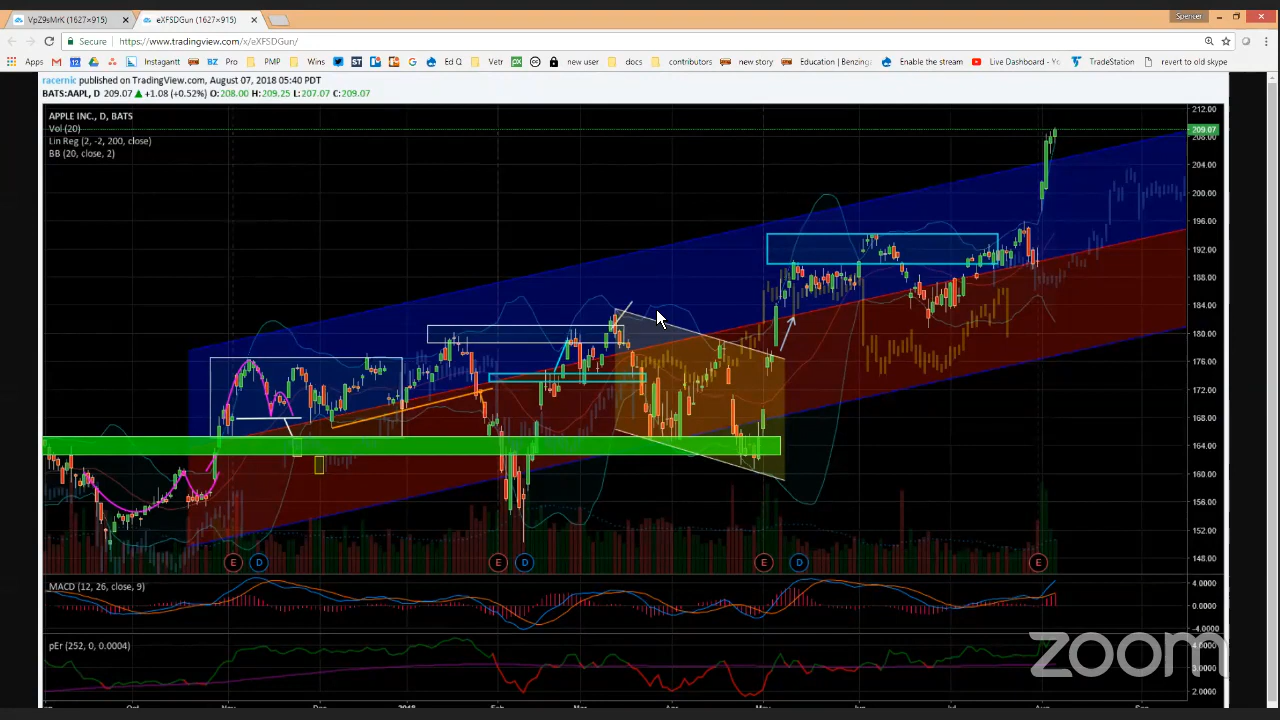 VpZ9sMrK (1627×915)
eXFSDGun (1627×915)
Spencer
Secure
https://www.tradingview.com/x/eXFSDGun/
Apps
Instagantt
BZ Pro
PMP
Wins
Ed Q
Vetr
new user
docs
contributors
new story
Education | Benzing
Enable the stream
Live Dashboard - Yo
TradeStation
revert to old skype
racernic published on TradingView.com, August 07, 2018 05:40 PDT
BATS:AAPL, D 209.07 ▲ +1.08 (+0.52%) O:208.00 H:209.25 L:207.07 C:209.07
APPLE INC., D, BATS
Vol (20)
Lin Reg (2, -2, 200, close)
BB (20, close, 2)
212.00
209.07
208.00
204.00
200.00
196.00
192.00
188.00
184.00
180.00
176.00
172.00
168.00
164.00
160.00
156.00
152.00
148.00
E D E D E D E
MACD (12, 26, close, 9)
4.0000
0.0000
-4.0000
pEr (252, 0, 0.0004)
4.0000
3.0000
2.0000
zoom
Oct Nov Dec 2018 Feb Mar Apr May Jun Jul Aug Sep